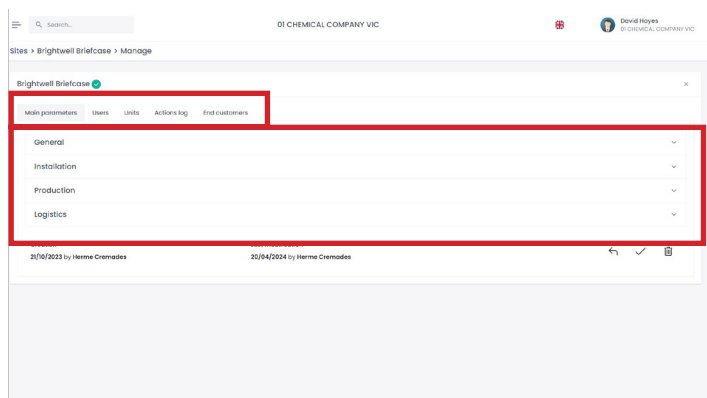 Search..
01 CHEMICAL COMPANY VIC
David Hayes
01 CHEMICAL COMPANY VIC
Sites > Brightwell Briefcase > Manage
Brightwell Briefcase
Main parameters Users Units Actions log End customers
General
Installation
Production
Logistics
21/10/2023 by Herme Cremades 20/04/2024 by Herme Cremades